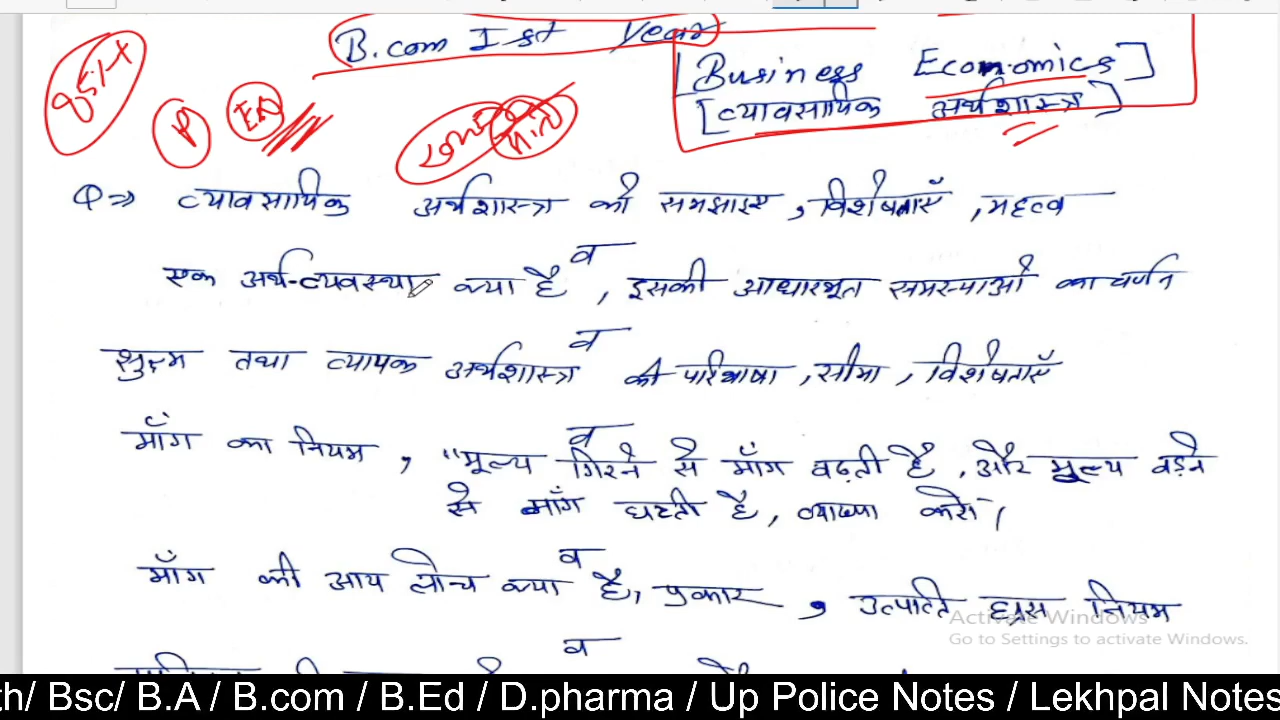 B.com Ist Year
[Business Economics]
[व्यावसायिक अर्थशास्त्र]
85%+
P
Q⇒ व्यावसायिक अर्थशास्त्र को समझाइए, विशेषताएँ, महत्व
व
एक अर्थ-व्यवस्था क्या है, इसकी आधारभूत समस्याओं का वर्णन
व
तथा व्यापक अर्थशास्त्र की परिभाषा, सीमा, विशेषताएँ
व
माँग का नियम, "मूल्य गिरने से माँग बढ़ती है, और मूल्य बड़ने
से माँग घटती है, व्याख्या करो।
व
माँग की आय लोच क्या है, प्रकार, उत्पत्ति ह्रास नियम
व
Activate Windows
Go to Settings to activate Windows.
th/ Bsc/ B.A / B.com / B.Ed / D.pharma / Up Police Notes / Lekhpal Notes